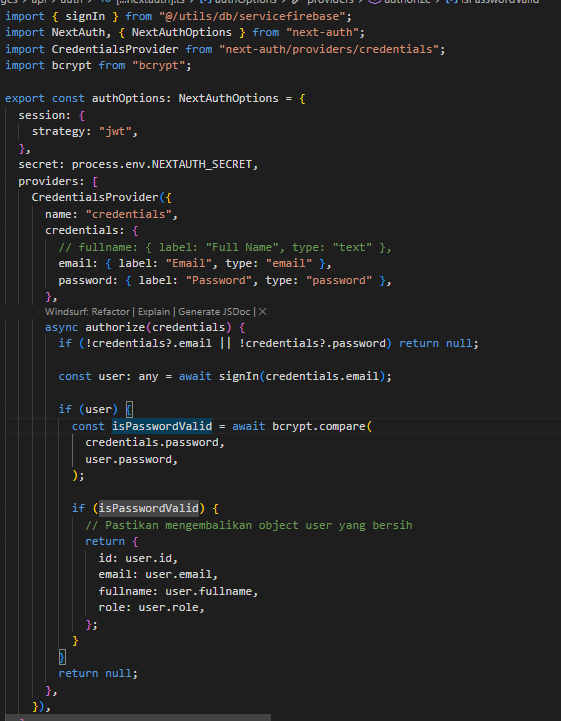 ges > api > auth > [...nextauth].ts > authOptions > providers > authorize > isPasswordValid
import { signIn } from "@/utils/db/servicefirebase";
import NextAuth, { NextAuthOptions } from "next-auth";
import CredentialsProvider from "next-auth/providers/credentials";
import bcrypt from "bcrypt";
export const authOptions: NextAuthOptions = {
session: {
strategy: "jwt",
},
secret: process.env.NEXTAUTH_SECRET,
providers: [
CredentialsProvider({
name: "credentials",
credentials: {
// fullname: { label: "Full Name", type: "text" },
email: { label: "Email", type: "email" },
password: { label: "Password", type: "password" },
},
Windsurf: Refactor | Explain | Generate JSDoc | ×
async authorize(credentials) {
if (!credentials?.email || !credentials?.password) return null;
const user: any = await signIn(credentials.email);
if (user) {
const isPasswordValid = await bcrypt.compare(
credentials.password,
user.password,
);
if (isPasswordValid) {
// Pastikan mengembalikan object user yang bersih
return {
id: user.id,
email: user.email,
fullname: user.fullname,
role: user.role,
};
}
}
return null;
},
}),